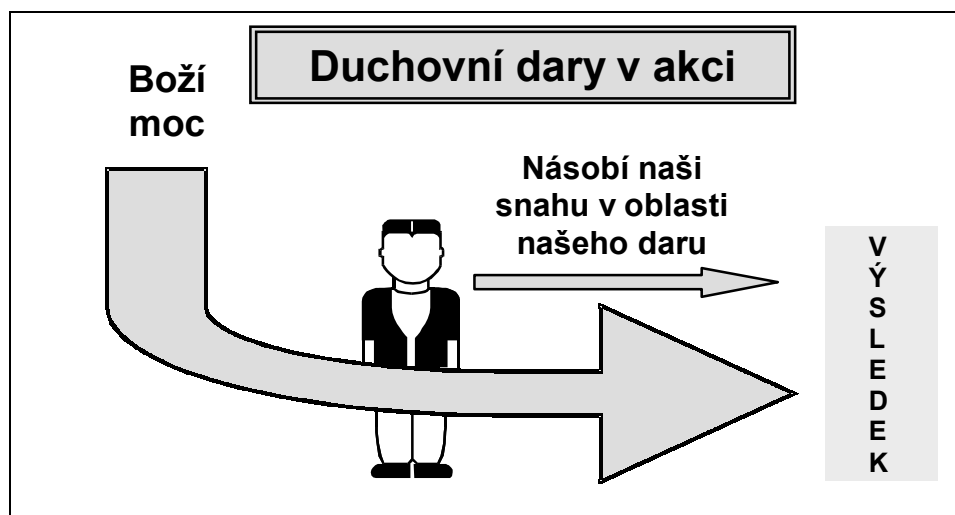 Duchovní dary v akci
Boží
moc
Násobí naši
snahu v oblasti
našeho daru
V
Ý
S
L
E
D
E
K